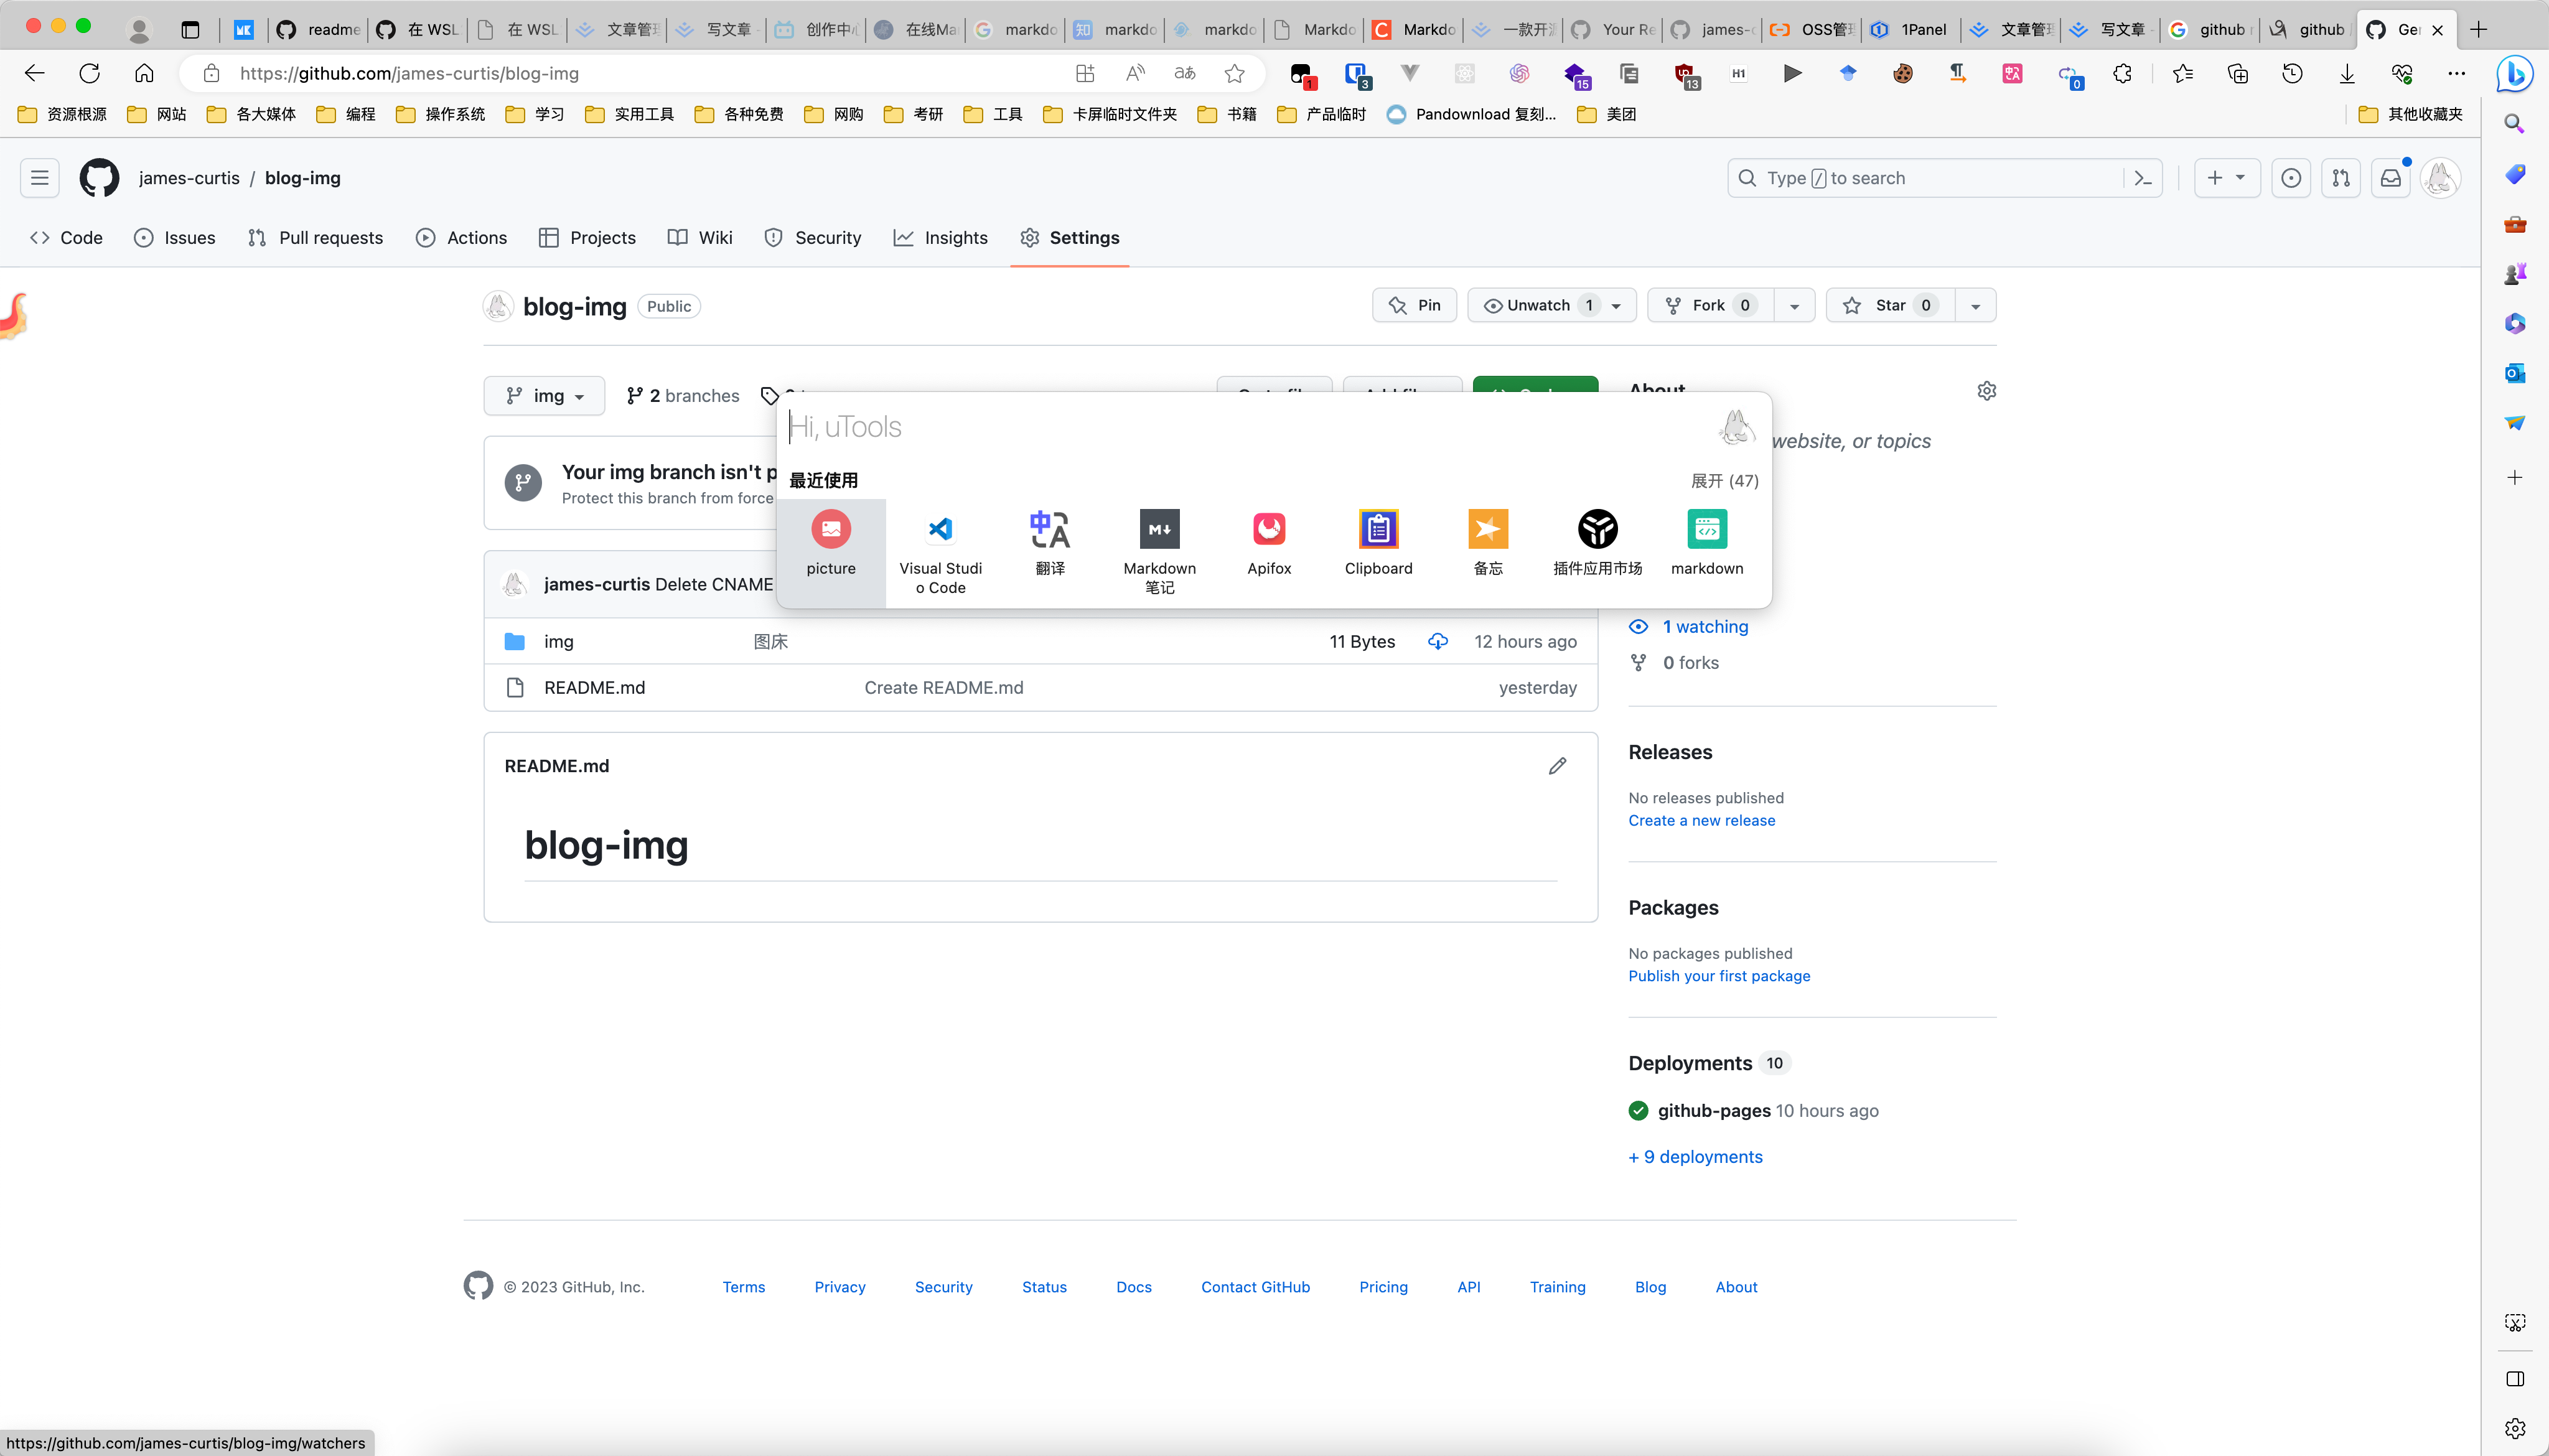 readme
在 WSL
在 WSL
文章管理
写文章
创作中心
在线Ma
markdo
markdo
markdo
Markdo
Markdo
一款开源
Your Re
james-c
OSS管理
1Panel
文章管理
写文章
github r
github
Ge
https://github.com/james-curtis/blog-img
1
3
15
13
H1
0
资源根源
网站
各大媒体
编程
操作系统
学习
实用工具
各种免费
网购
考研
工具
卡屏临时文件夹
书籍
产品临时
Pandownload 复刻...
美团
其他收藏夹
james-curtis / blog-img
Type / to search
Code
Issues
Pull requests
Actions
Projects
Wiki
Security
Insights
Settings
blog-img Public
Pin
Unwatch 1
Fork 0
Star 0
img
2 branches
About
Hi, uTools
website, or topics
Your img branch isn't p
Protect this branch from force
最近使用
展开 (47)
picture
Visual Studi
o Code
翻译
Markdown
笔记
Apifox
Clipboard
备忘
插件应用市场
markdown
james-curtis Delete CNAME
1 watching
img
图床
11 Bytes
12 hours ago
0 forks
README.md
Create README.md
yesterday
README.md
blog-img
Releases
No releases published
Create a new release
Packages
No packages published
Publish your first package
Deployments 10
github-pages 10 hours ago
+ 9 deployments
© 2023 GitHub, Inc.
Terms
Privacy
Security
Status
Docs
Contact GitHub
Pricing
API
Training
Blog
About
https://github.com/james-curtis/blog-img/watchers